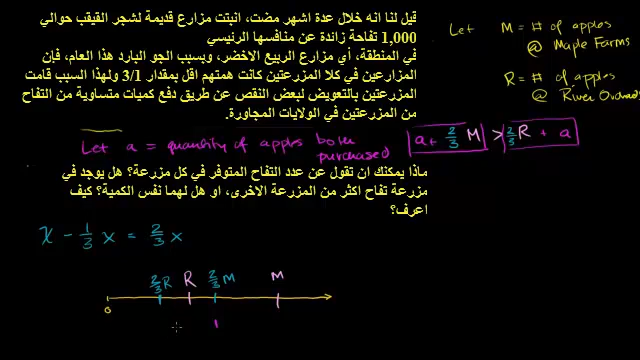 قيل لنا انه خلال عدة اشهر مضت، انبتت مزارع قديمة لشجر القيقب حوالي
1,000 تفاحة زائدة عن منافسها الرئيسي
في المنطقة، أي مزارع الربيع الاخضر، وبسبب الجو البارد هذا العام، فإن
المزارعين في كلا المزرعتين كانت همتهم اقل بمقدار 3/1 ولهذا السبب قامت
المزرعتين بالتعويض لبعض النقص عن طريق دفع كميات متساوية من التفاح
من المزرعتين في الولايات المجاورة.
Let M = # of apples
@ Maple Farms
R = # of apples
@ River Orchards
Let a = quantity of apples both
purchased
a + 2/3 M > 2/3 R + a
ماذا يمكنك ان تقول عن عدد التفاح المتوفر في كل مزرعة؟ هل يوجد في
مزرعة تفاح اكثر من المزرعة الاخرى، او هل لهما نفس الكمية؟ كيف
اعرف؟
x - 1/3 x = 2/3 x
2/3 R R 2/3 M M
0